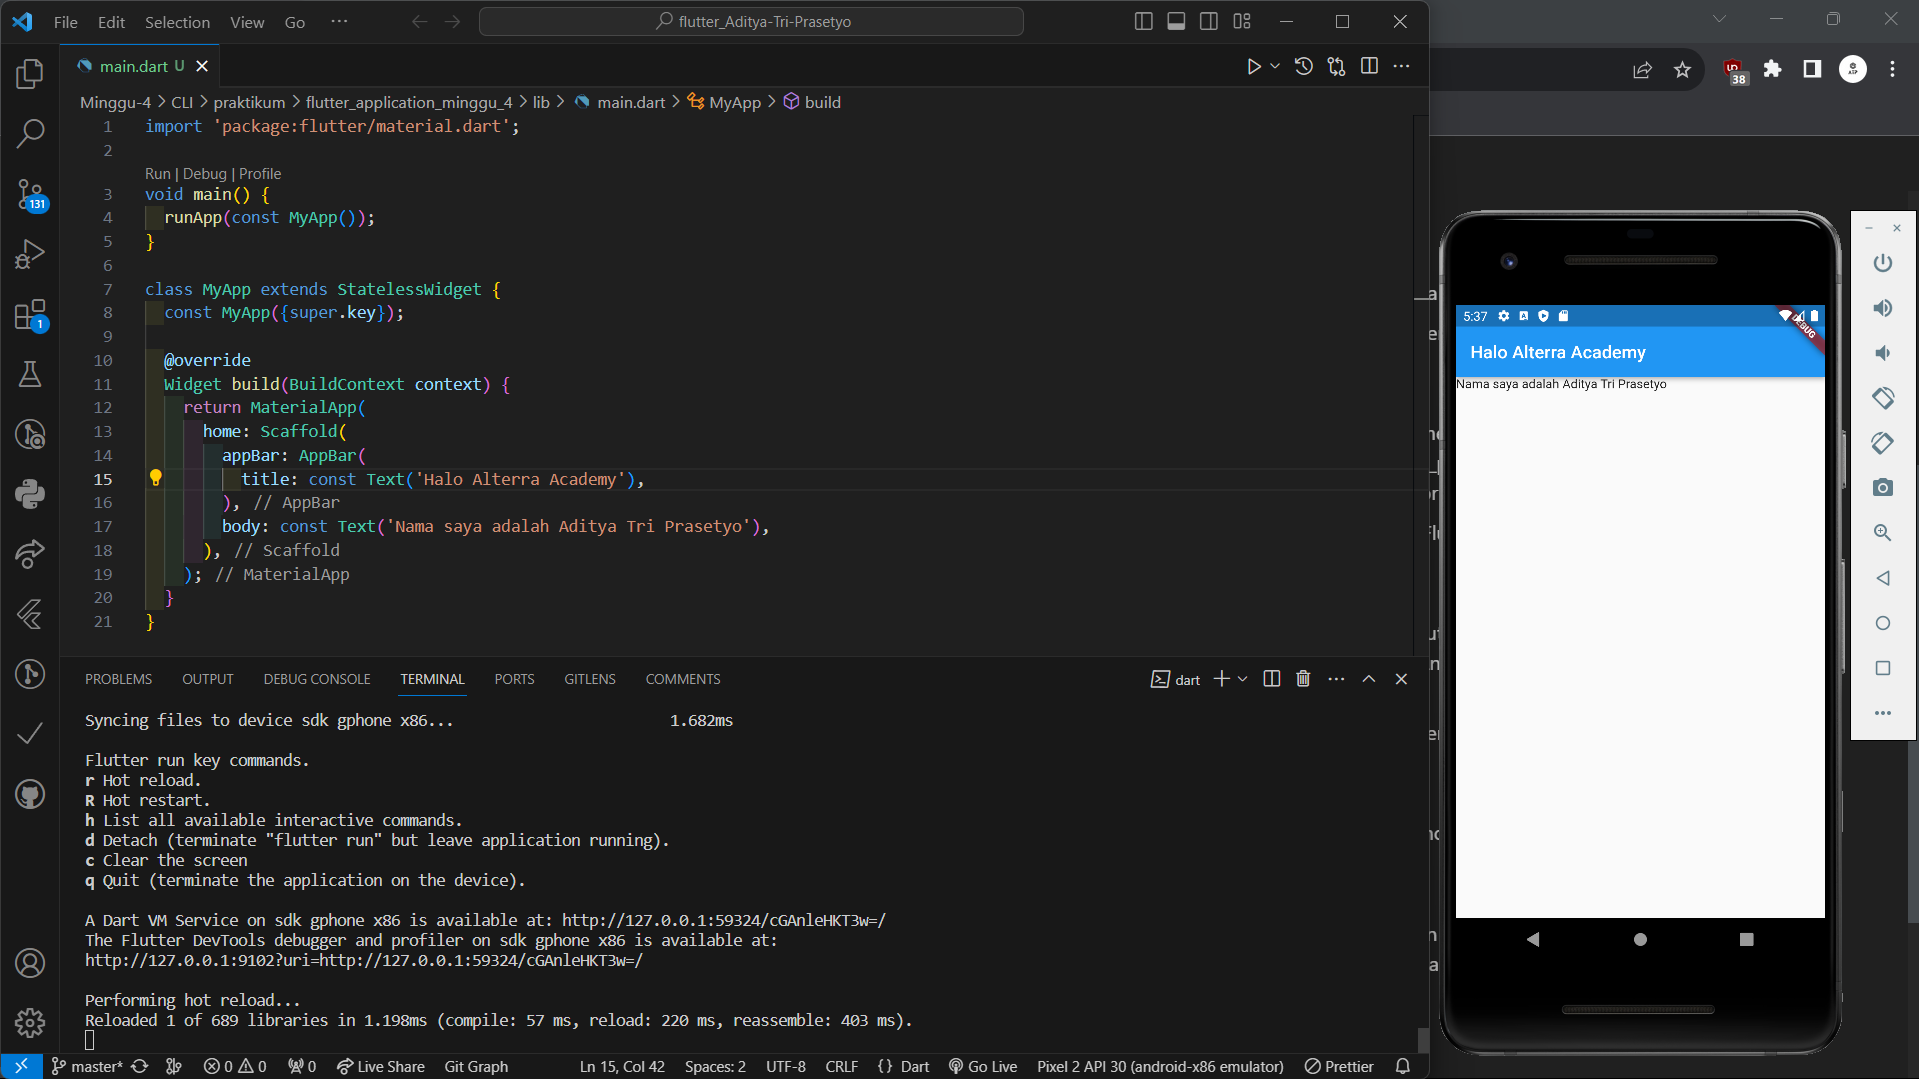 File Edit Selection View Go ···
flutter_Aditya-Tri-Prasetyo
main.dart U
Minggu-4 > CLI > praktikum > flutter_application_minggu_4 > lib > main.dart > MyApp > build
1 import 'package:flutter/material.dart';
2
Run | Debug | Profile
3 void main() {
4 runApp(const MyApp());
5 }
6
7 class MyApp extends StatelessWidget {
8 const MyApp({super.key});
9
10 @override
11 Widget build(BuildContext context) {
12 return MaterialApp(
13 home: Scaffold(
14 appBar: AppBar(
15 title: const Text('Halo Alterra Academy'),
16 ), // AppBar
17 body: const Text('Nama saya adalah Aditya Tri Prasetyo'),
18 ), // Scaffold
19 ); // MaterialApp
20 }
21 }
131
1
PROBLEMS OUTPUT DEBUG CONSOLE TERMINAL PORTS GITLENS COMMENTS
dart
Syncing files to device sdk gphone x86... 1.682ms
Flutter run key commands.
r Hot reload.
R Hot restart.
h List all available interactive commands.
d Detach (terminate "flutter run" but leave application running).
c Clear the screen
q Quit (terminate the application on the device).
A Dart VM Service on sdk gphone x86 is available at: http://127.0.0.1:59324/cGAnleHKT3w=/
The Flutter DevTools debugger and profiler on sdk gphone x86 is available at:
http://127.0.0.1:9102?uri=http://127.0.0.1:59324/cGAnleHKT3w=/
Performing hot reload...
Reloaded 1 of 689 libraries in 1.198ms (compile: 57 ms, reload: 220 ms, reassemble: 403 ms).
master* 0 0 0 Live Share Git Graph Ln 15, Col 42 Spaces: 2 UTF-8 CRLF {} Dart Go Live Pixel 2 API 30 (android-x86 emulator) Prettier
38
5:37
DEBUG
Halo Alterra Academy
Nama saya adalah Aditya Tri Prasetyo